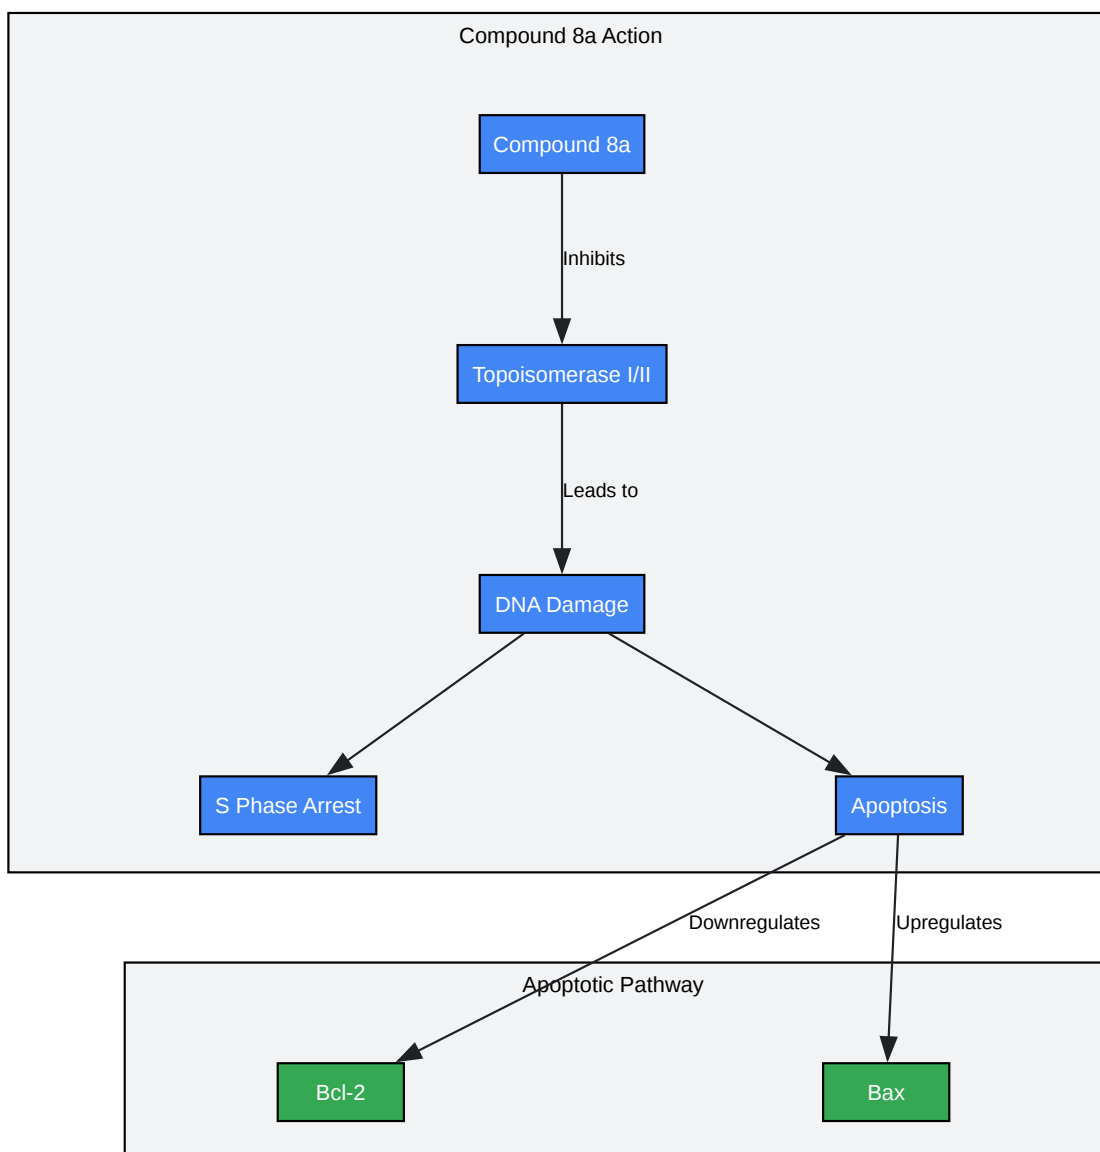 Compound 8a Action
Compound 8a
Inhibits
Topoisomerase I/II
Leads to
DNA Damage
S Phase Arrest
Apoptosis
Downregulates
Upregulates
Apoptotic Pathway
Bcl-2
Bax